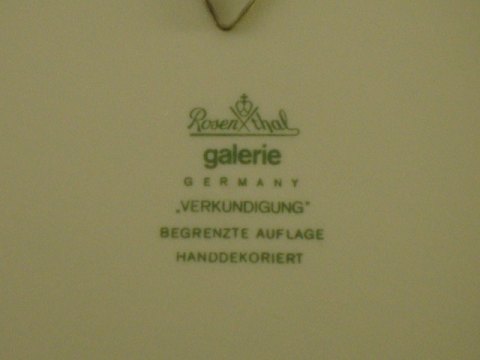 Rosenthal
galerie
GERMANY
„VERKUNDIGUNG"
BEGRENZTE AUFLAGE
HANDDEKORIERT